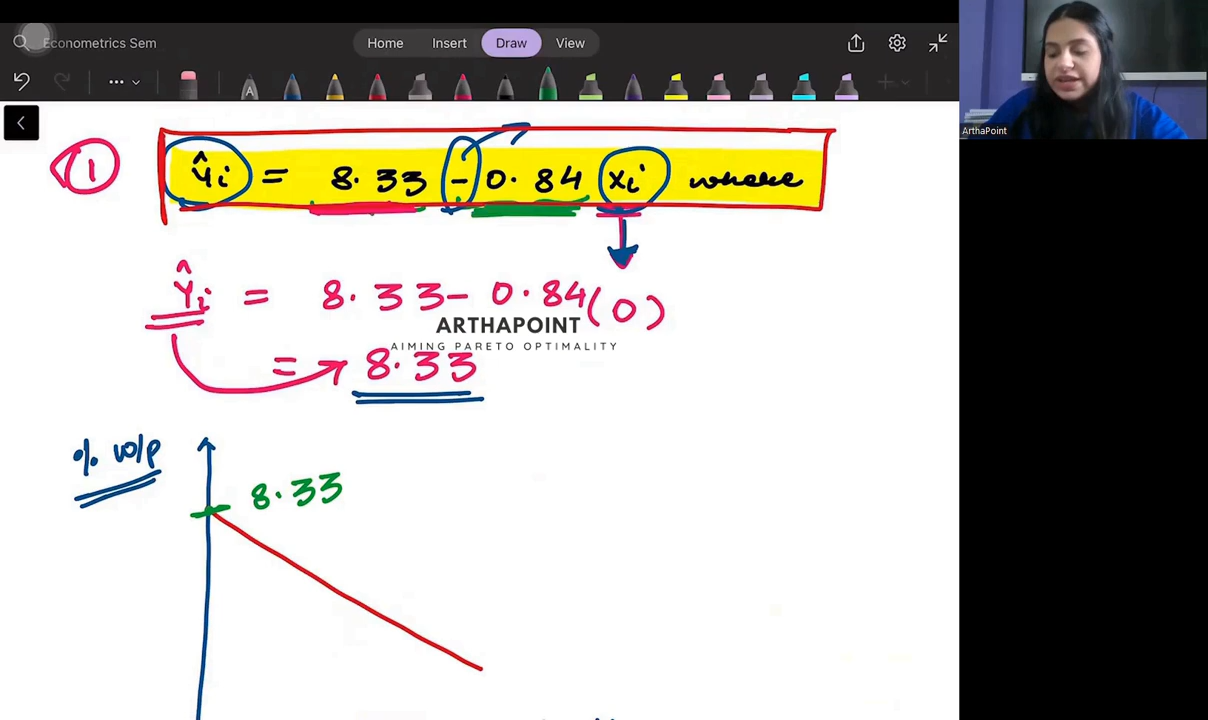 Econometrics Sem
Home Insert Draw View
ArthaPoint
1
Ŷi = 8.33 - 0.84 Xi where
Ŷi = 8.33 - 0.84 (0)
ARTHAPOINT
AIMING PARETO OPTIMALITY
= 8.33
% w/p
8.33